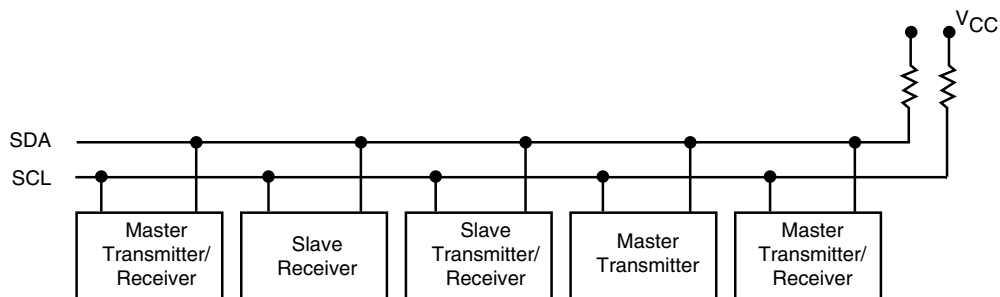 VCC
SDA
SCL
Master
Transmitter/
Receiver
Slave
Receiver
Slave
Transmitter/
Receiver
Master
Transmitter
Master
Transmitter/
Receiver